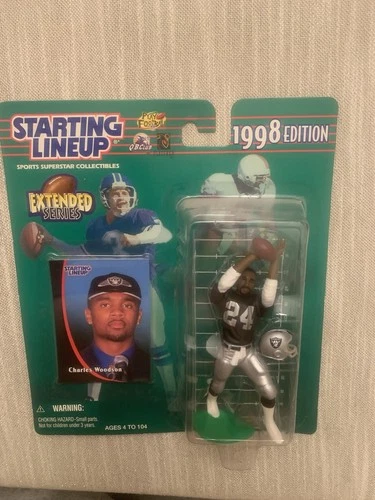 STARTING
LINEUP
SPORTS SUPERSTAR COLLECTIBLES
1998 EDITION
EXTENDED
SERIES
STARTING
LINEUP
Charles Woodson
24
WARNING:
CHOKING HAZARD-Small parts.
Not for children under 3 years.
AGES 4 TO 104